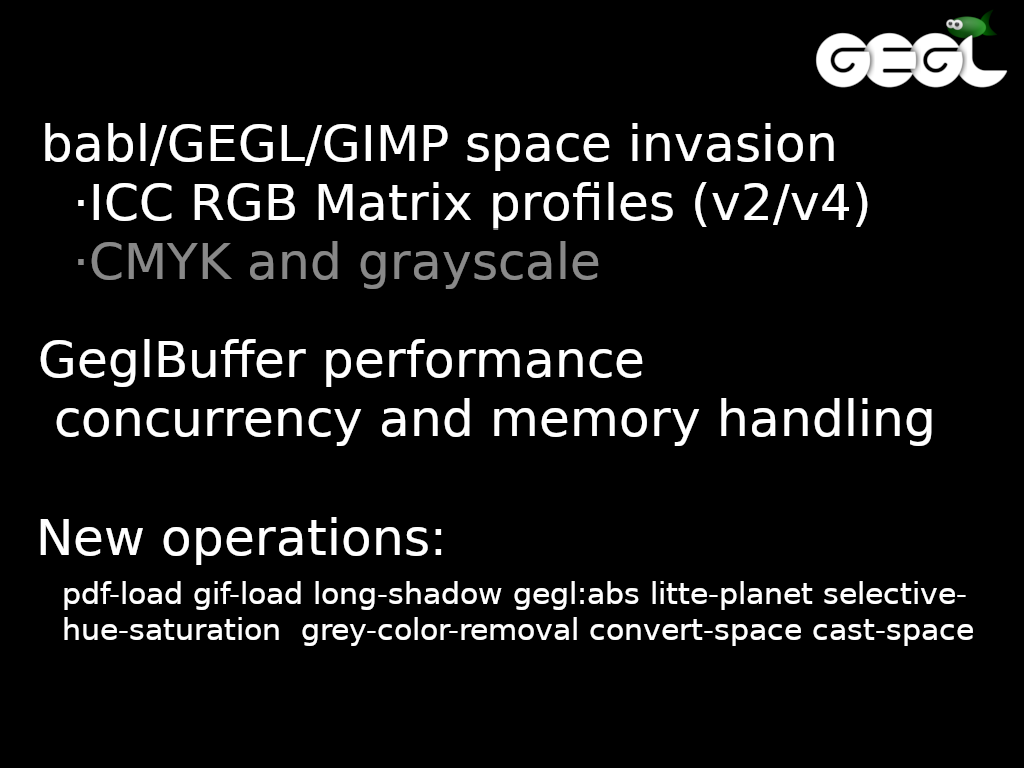 GEGL
babl/GEGL/GIMP space invasion
·ICC RGB Matrix profiles (v2/v4)
·CMYK and grayscale
GeglBuffer performance
concurrency and memory handling
New operations:
pdf-load gif-load long-shadow gegl:abs litte-planet selective-
hue-saturation  grey-color-removal convert-space cast-space